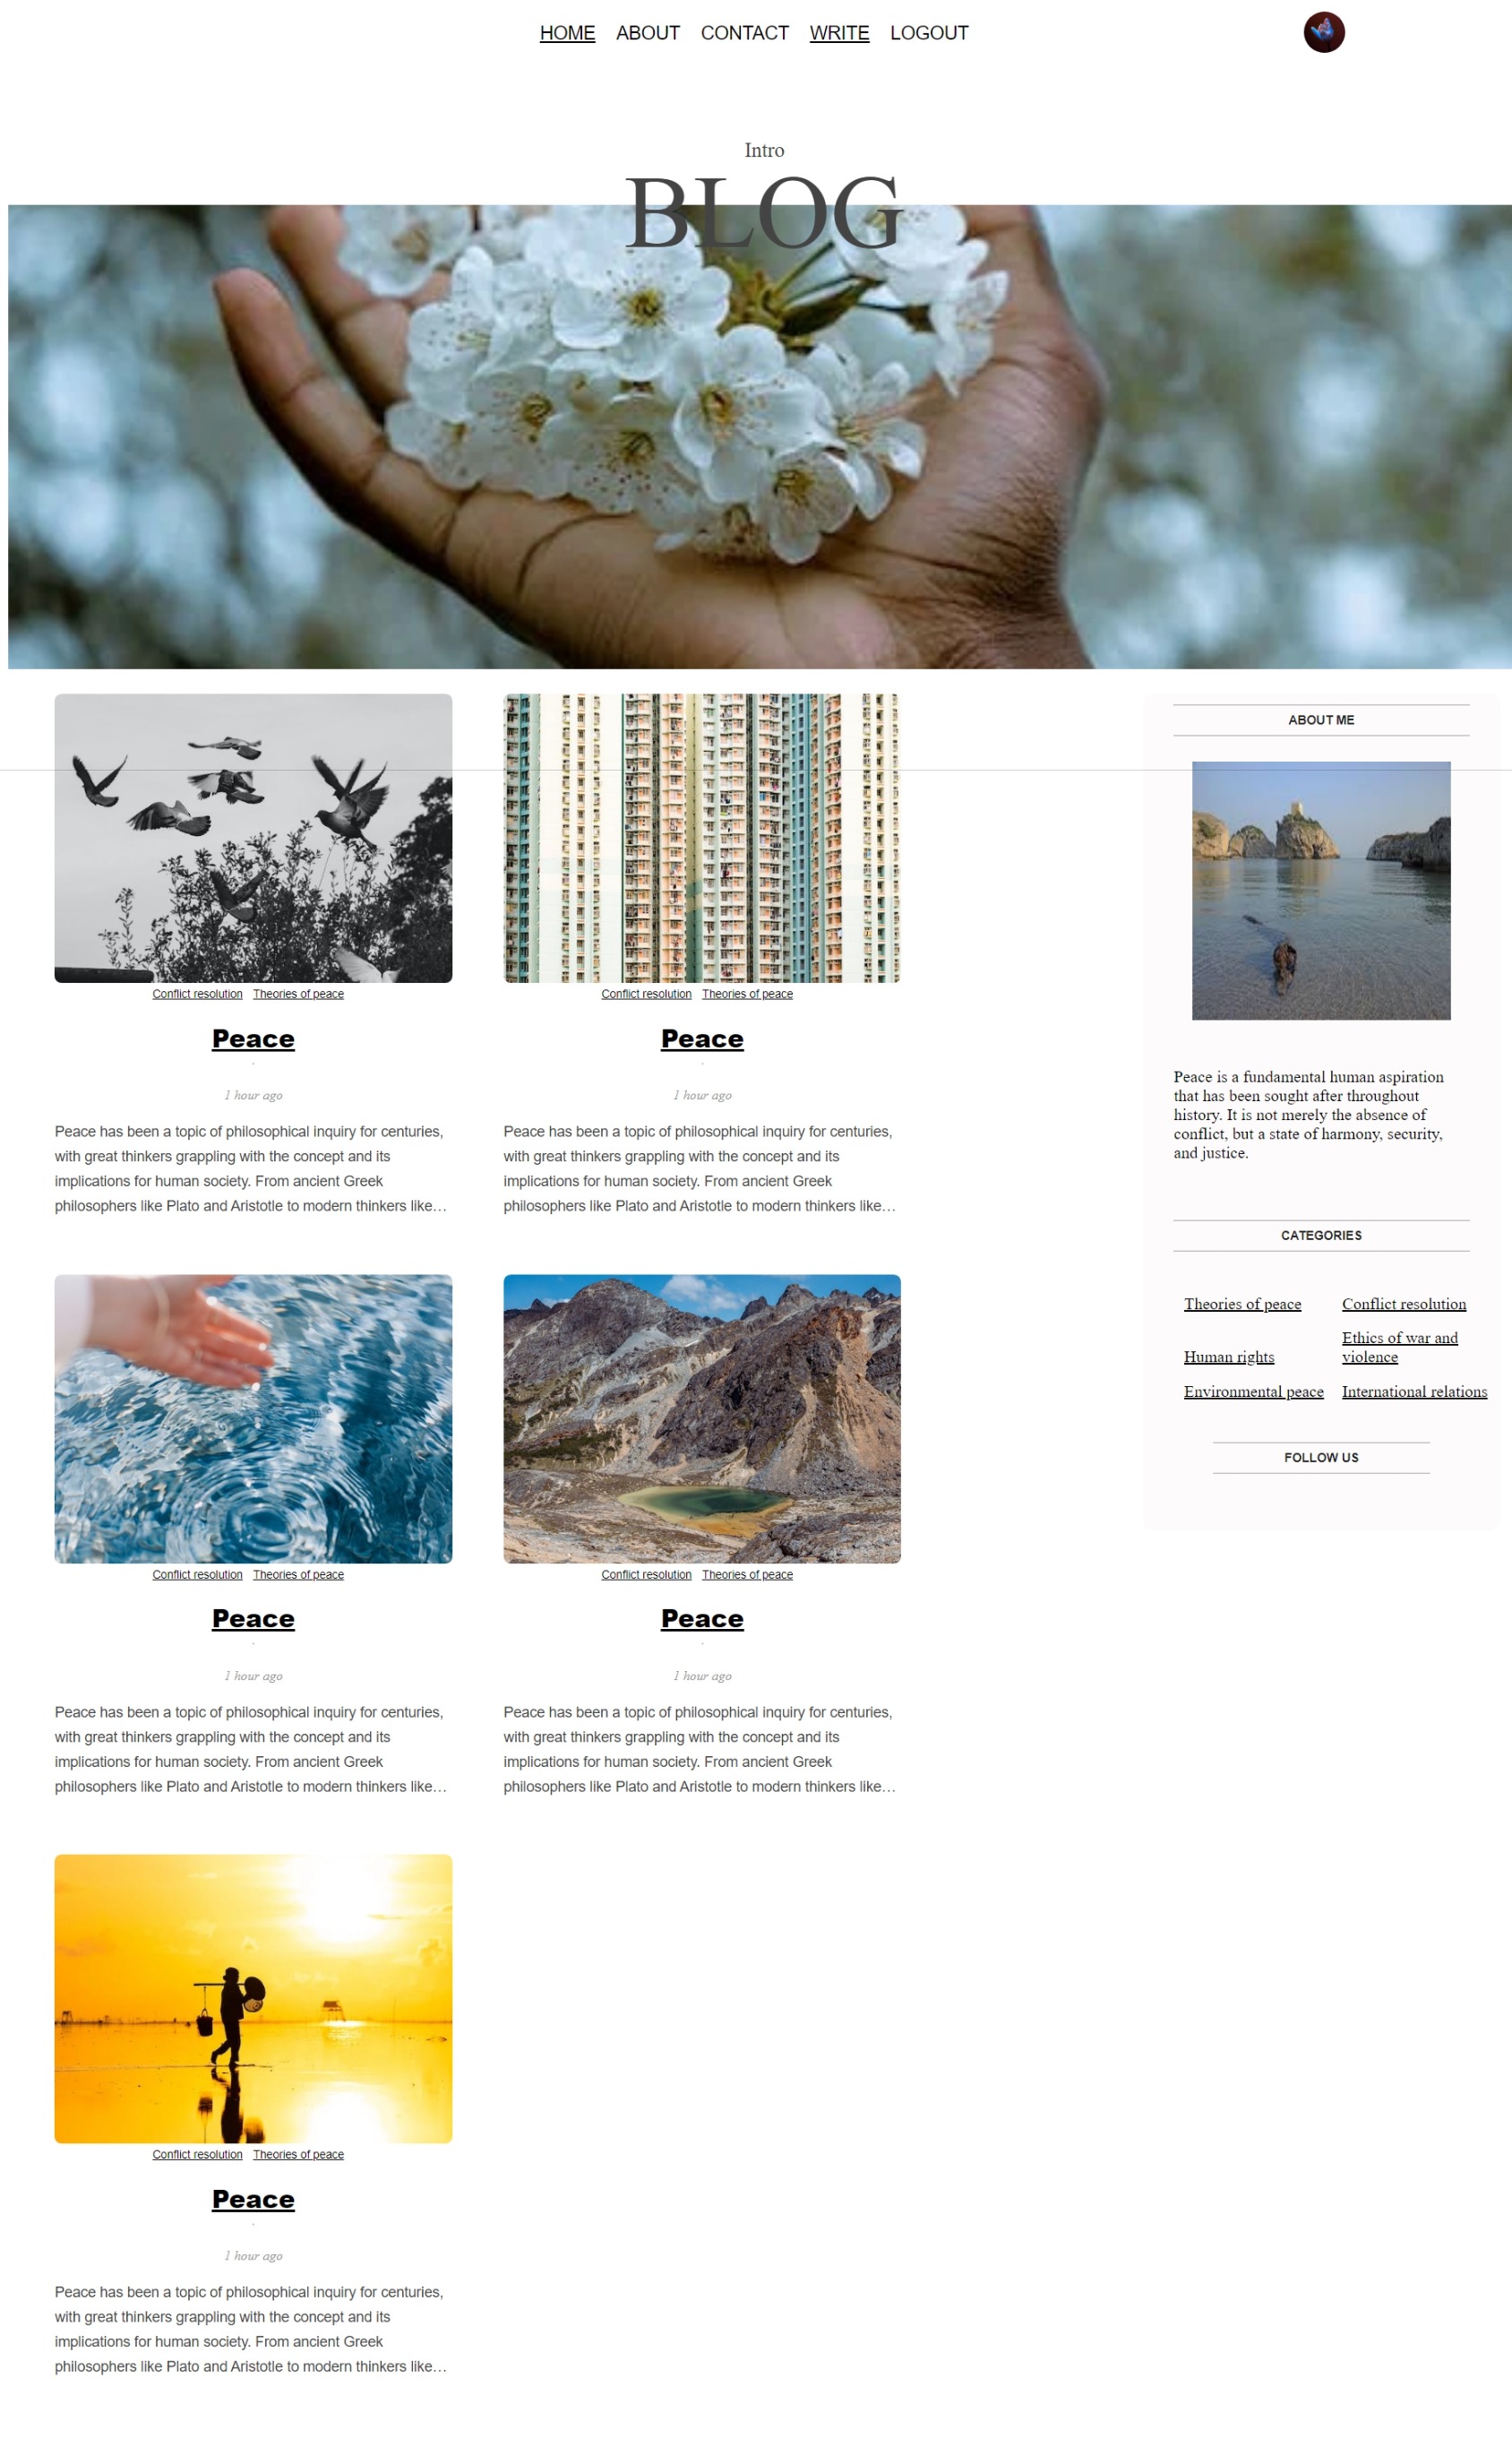 HOME ABOUT CONTACT WRITE LOGOUT
Intro
BLOG
Conflict resolution Theories of peace
Peace
1 hour ago
Peace has been a topic of philosophical inquiry for centuries,
with great thinkers grappling with the concept and its
implications for human society. From ancient Greek
philosophers like Plato and Aristotle to modern thinkers like…
Conflict resolution Theories of peace
Peace
1 hour ago
Peace has been a topic of philosophical inquiry for centuries,
with great thinkers grappling with the concept and its
implications for human society. From ancient Greek
philosophers like Plato and Aristotle to modern thinkers like…
Conflict resolution Theories of peace
Peace
1 hour ago
Peace has been a topic of philosophical inquiry for centuries,
with great thinkers grappling with the concept and its
implications for human society. From ancient Greek
philosophers like Plato and Aristotle to modern thinkers like…
Conflict resolution Theories of peace
Peace
1 hour ago
Peace has been a topic of philosophical inquiry for centuries,
with great thinkers grappling with the concept and its
implications for human society. From ancient Greek
philosophers like Plato and Aristotle to modern thinkers like…
Conflict resolution Theories of peace
Peace
1 hour ago
Peace has been a topic of philosophical inquiry for centuries,
with great thinkers grappling with the concept and its
implications for human society. From ancient Greek
philosophers like Plato and Aristotle to modern thinkers like…
ABOUT ME
Peace is a fundamental human aspiration
that has been sought after throughout
history. It is not merely the absence of
conflict, but a state of harmony, security,
and justice.
CATEGORIES
Theories of peace Conflict resolution
Human rights Ethics of war and
violence
Environmental peace International relations
FOLLOW US